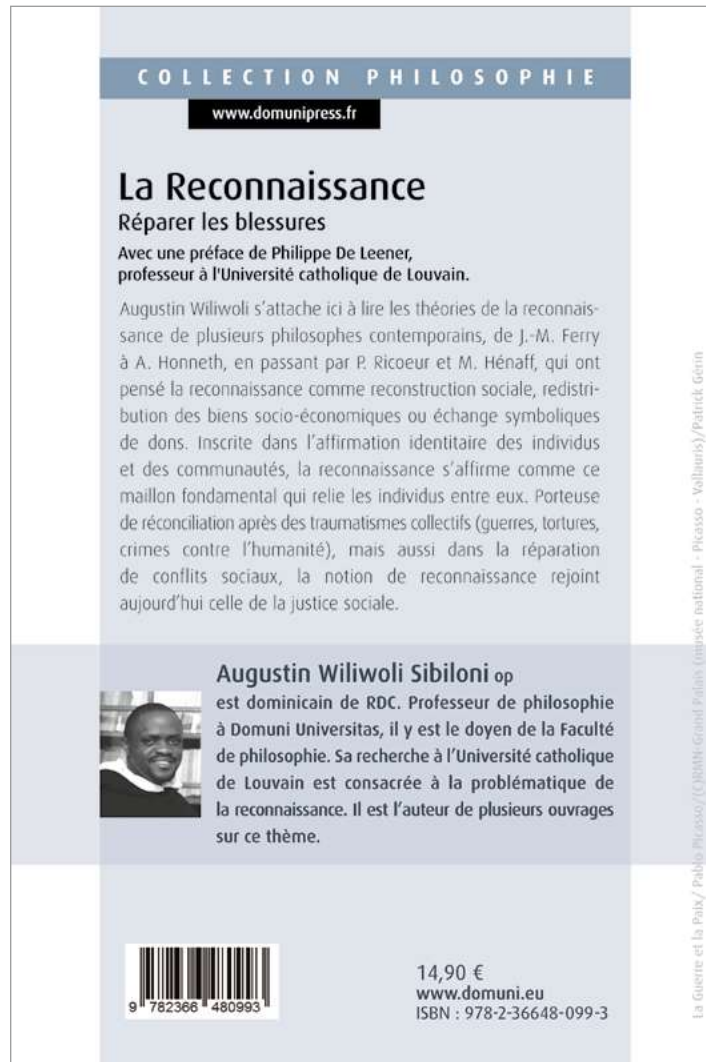 COLLECTION PHILOSOPHIE
www.domunipress.fr
La Reconnaissance
Réparer les blessures
Avec une préface de Philippe De Leener,
professeur à l'Université catholique de Louvain.
Augustin Wiliwoli s'attache ici à lire les théories de la reconnais-
sance de plusieurs philosophes contemporains, de J.-M. Ferry
à A. Honneth, en passant par P. Ricoeur et M. Hénaff, qui ont
pensé la reconnaissance comme reconstruction sociale, redistri-
bution des biens socio-économiques ou échange symboliques
de dons. Inscrite dans l'affirmation identitaire des individus
et des communautés, la reconnaissance s'affirme comme ce
maillon fondamental qui relie les individus entre eux. Porteuse
de réconciliation après des traumatismes collectifs (guerres, tortures,
crimes contre l'humanité), mais aussi dans la réparation
de conflits sociaux, la notion de reconnaissance rejoint
aujourd'hui celle de la justice sociale.
Augustin Wiliwoli Sibiloni op
est dominicain de RDC. Professeur de philosophie
à Domuni Universitas, il y est le doyen de la Faculté
de philosophie. Sa recherche à l'Université catholique
de Louvain est consacrée à la problématique de
la reconnaissance. Il est l'auteur de plusieurs ouvrages
sur ce thème.
9 782366 480993
14,90 €
www.domuni.eu
ISBN : 978-2-36648-099-3
La Guerre et la Paix/ Pablo Picasso/(C)RMN-Grand Palais (musée national - Picasso - Vallauris)/Patrick Gérin